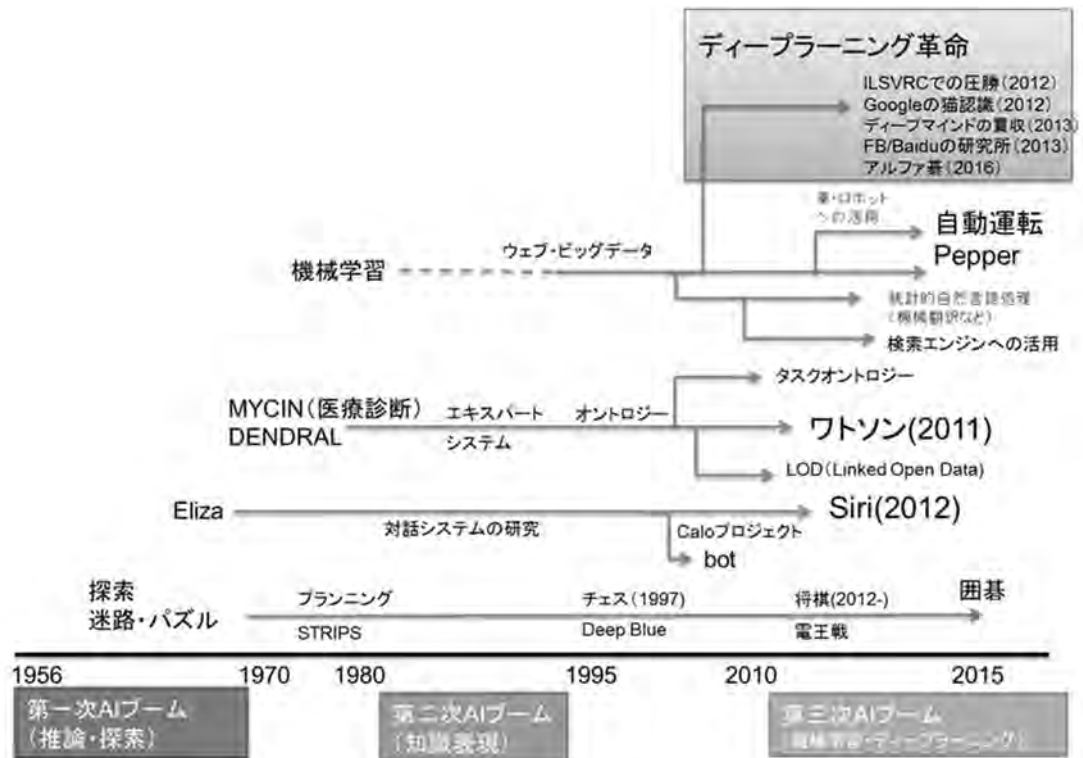 ディープラーニング革命
ILSVRCでの圧勝(2012)
Googleの猫認識(2012)
ディープマインドの買収(2013)
FB/Baiduの研究所(2013)
アルファ碁(2016)
車・ロボット
への活用
自動運転
Pepper
ウェブ・ビッグデータ
機械学習
統計的自然言語処理
(機械翻訳など)
検索エンジンへの活用
タスクオントロジー
MYCIN(医療診断)
DENDRAL
エキスパート
システム
オントロジー
ワトソン(2011)
LOD(Linked Open Data)
Eliza
対話システムの研究
Siri(2012)
Caloプロジェクト
bot
探索
迷路・パズル
プランニング
STRIPS
チェス(1997)
Deep Blue
将棋(2012-)
電王戦
囲碁
1956
1970
1980
1995
2010
2015
第一次AIブーム
(推論・探索)
第二次AIブーム
(知識表現)
第三次AIブーム
(機械学習・ディープラーニング)